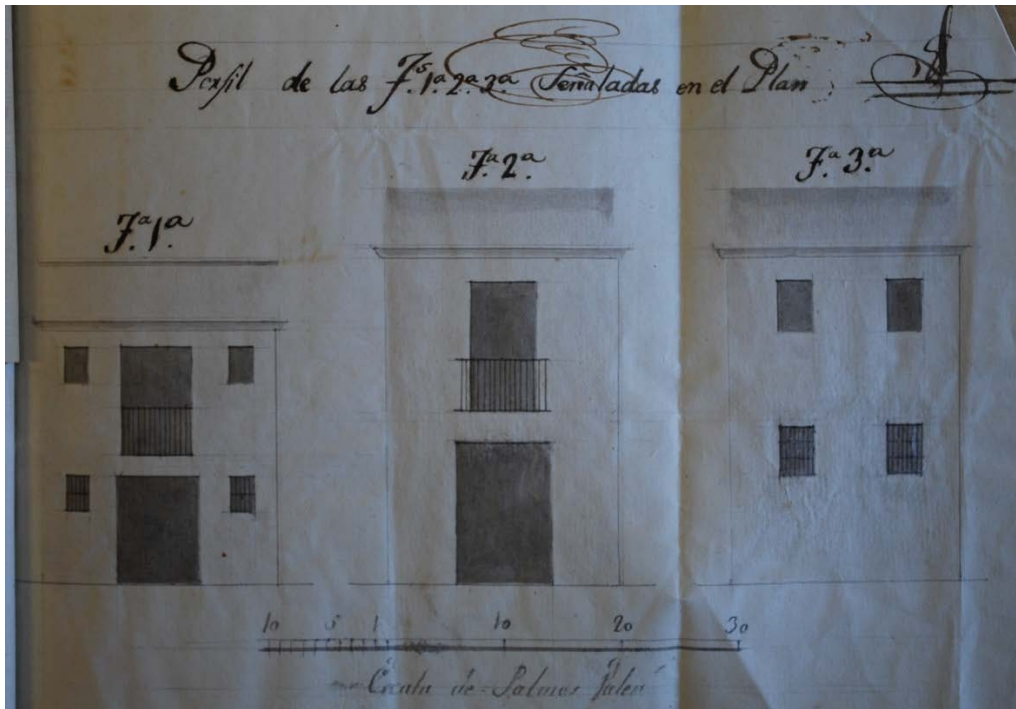 Perfil de las F.ˢ 1.ª 2.ª 3.ª Señaladas en el Plan
F.ª 1.ª
F.ª 2.ª
F.ª 3.ª
10 5 1 10 20 30
Escala de Palmos Valen.ˢ